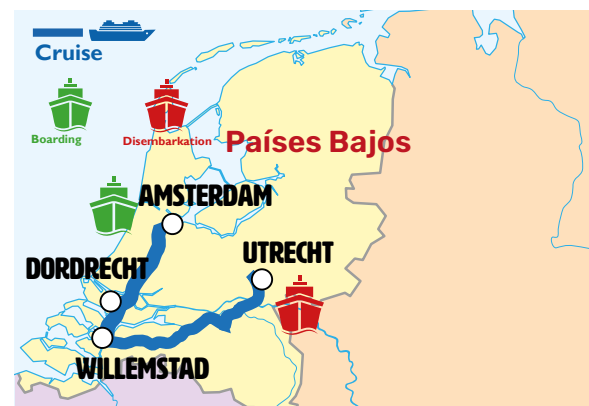 Cruise
Boarding
Disembarkation
Países Bajos
AMSTERDAM
UTRECHT
DORDRECHT
WILLEMSTAD